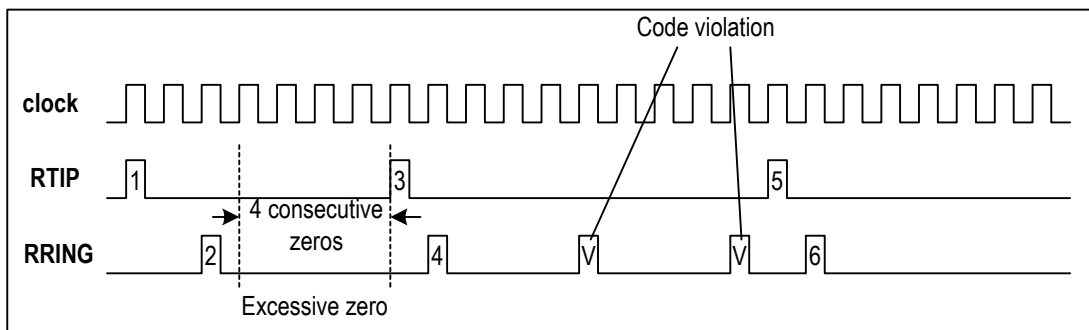 Code violation
clock
RTIP
1
3
5
4 consecutive
zeros
RRING
2
4
V
V
6
Excessive zero